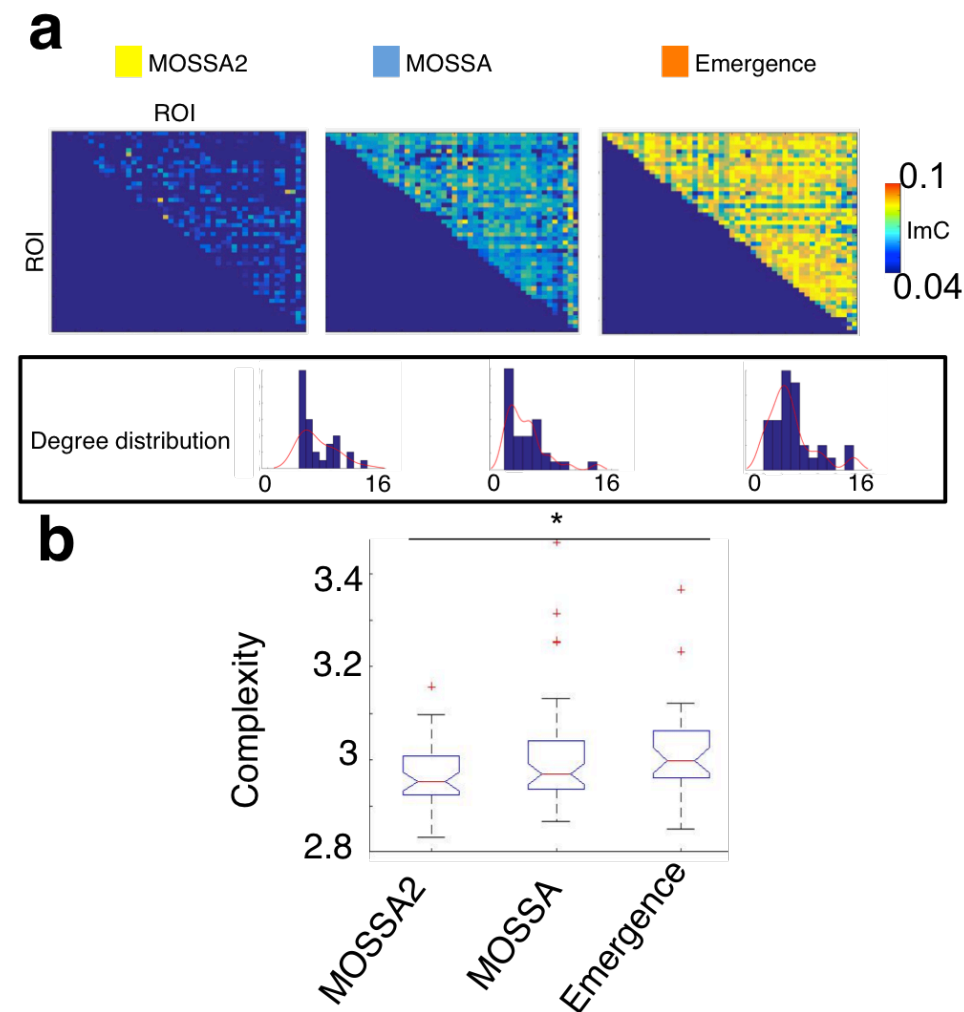 a
MOSSA2 MOSSA Emergence
ROI
ROI
0.1
ImC
0.04
Degree distribution
0 16 0 16 0 16
b
*
3.4
3.2
3
2.8
Complexity
MOSSA2 MOSSA Emergence